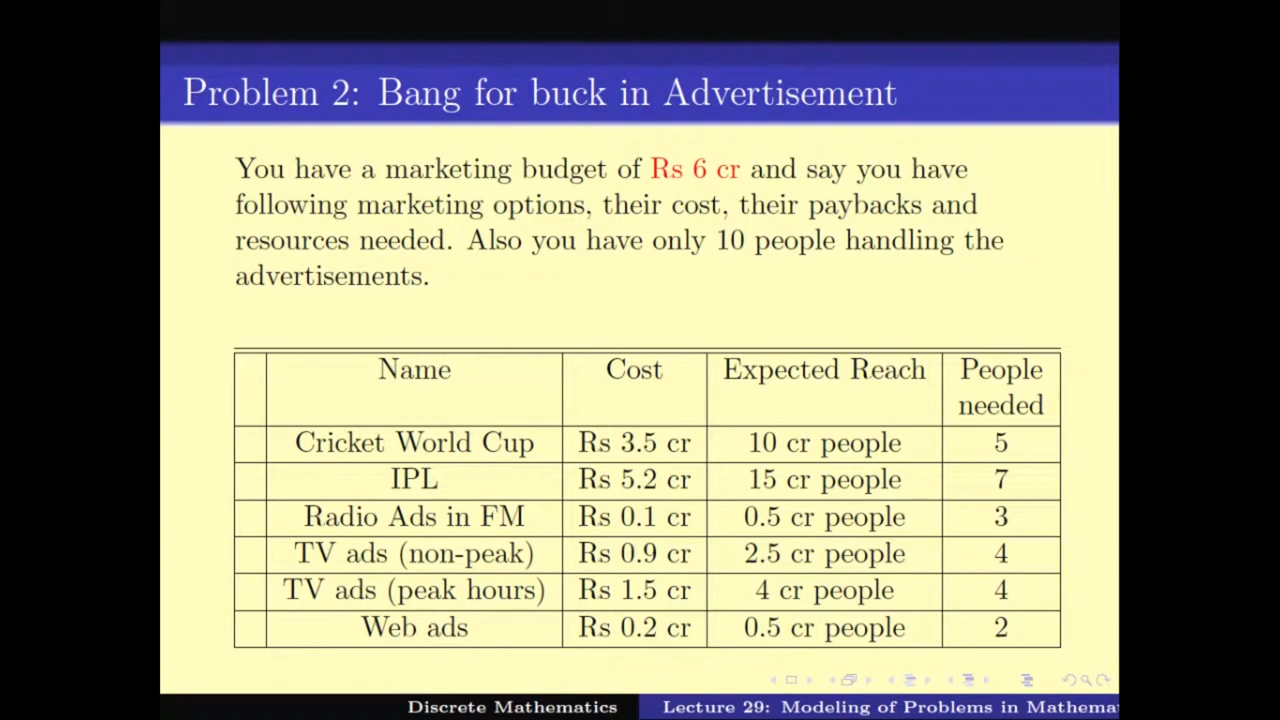 Problem 2: Bang for buck in Advertisement
You have a marketing budget of Rs 6 cr and say you have
following marketing options, their cost, their paybacks and
resources needed. Also you have only 10 people handling the
advertisements.
Name Cost Expected Reach People
needed
Cricket World Cup Rs 3.5 cr 10 cr people 5
IPL Rs 5.2 cr 15 cr people 7
Radio Ads in FM Rs 0.1 cr 0.5 cr people 3
TV ads (non-peak) Rs 0.9 cr 2.5 cr people 4
TV ads (peak hours) Rs 1.5 cr 4 cr people 4
Web ads Rs 0.2 cr 0.5 cr people 2
Discrete Mathematics Lecture 29: Modeling of Problems in Mathema